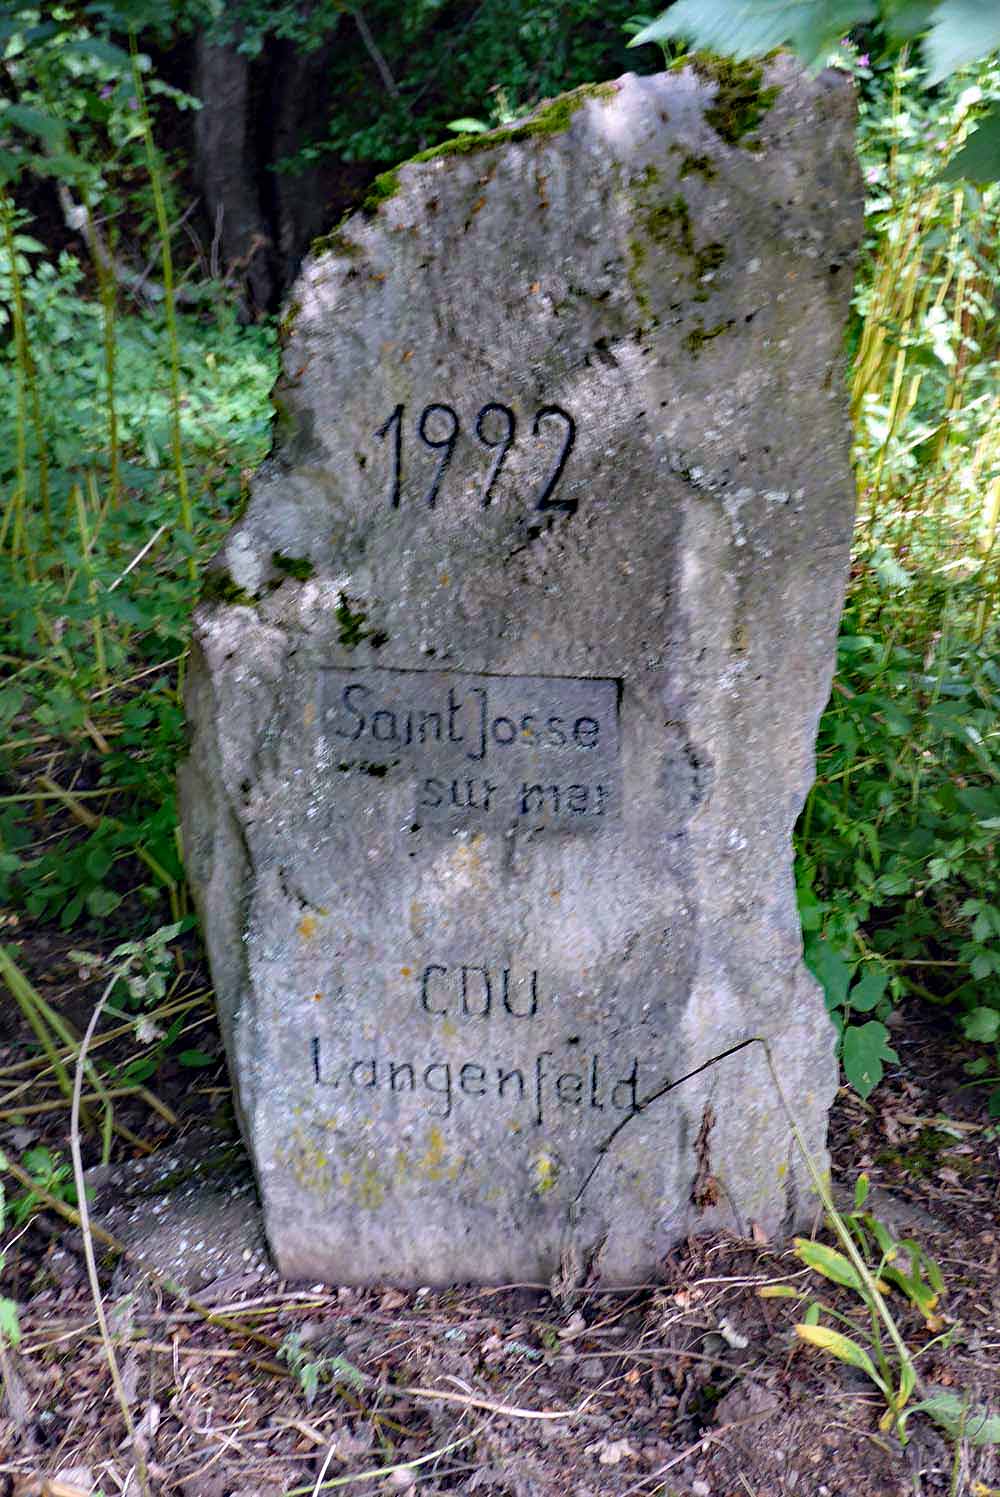 1992
Saint Josse
sur mer
CDU
Langenfeld